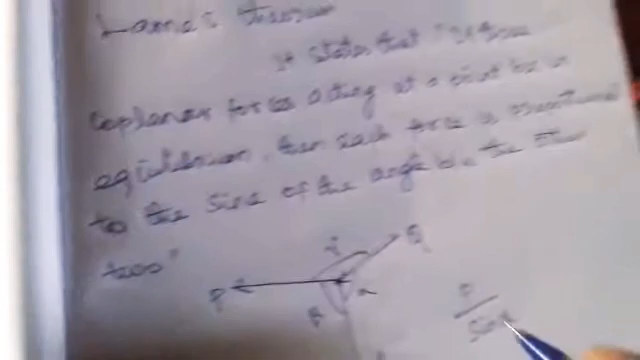 Lame's theorem
It states that "If three
coplanar forces acting at a point be in
equilibrium, then each force is proportional
to the sine of the angle b/w the other
two"
γ Q
P
β α
P
sin α